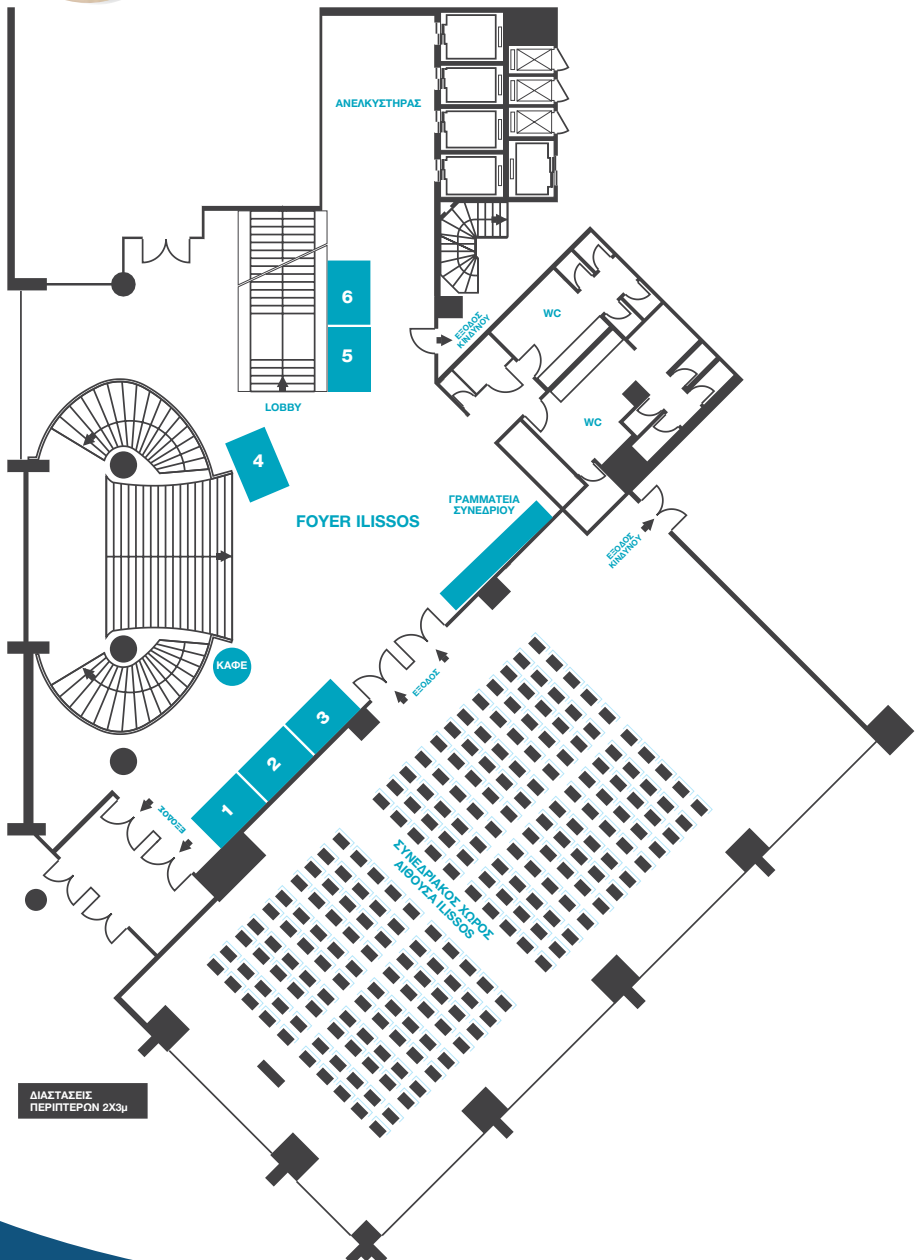 ΑΝΕΛΚΥΣΤΗΡΑΣ
6
5
ΕΞΟΔΟΣ
ΚΙΝΔΥΝΟΥ
WC
LOBBY
WC
4
ΓΡΑΜΜΑΤΕΙΑ
ΣΥΝΕΔΡΙΟΥ
FOYER ILISSOS
ΕΞΟΔΟΣ
ΚΙΝΔΥΝΟΥ
ΚΑΦΕ
ΕΞΟΔΟΣ
3
2
1
ΕΞΟΔΟΣ
ΣΥΝΕΔΡΙΑΚΟΣ ΧΩΡΟΣ
ΑΙΘΟΥΣΑ ILISSOS
ΔΙΑΣΤΑΣΕΙΣ
ΠΕΡΙΠΤΕΡΩΝ 2Χ3μ